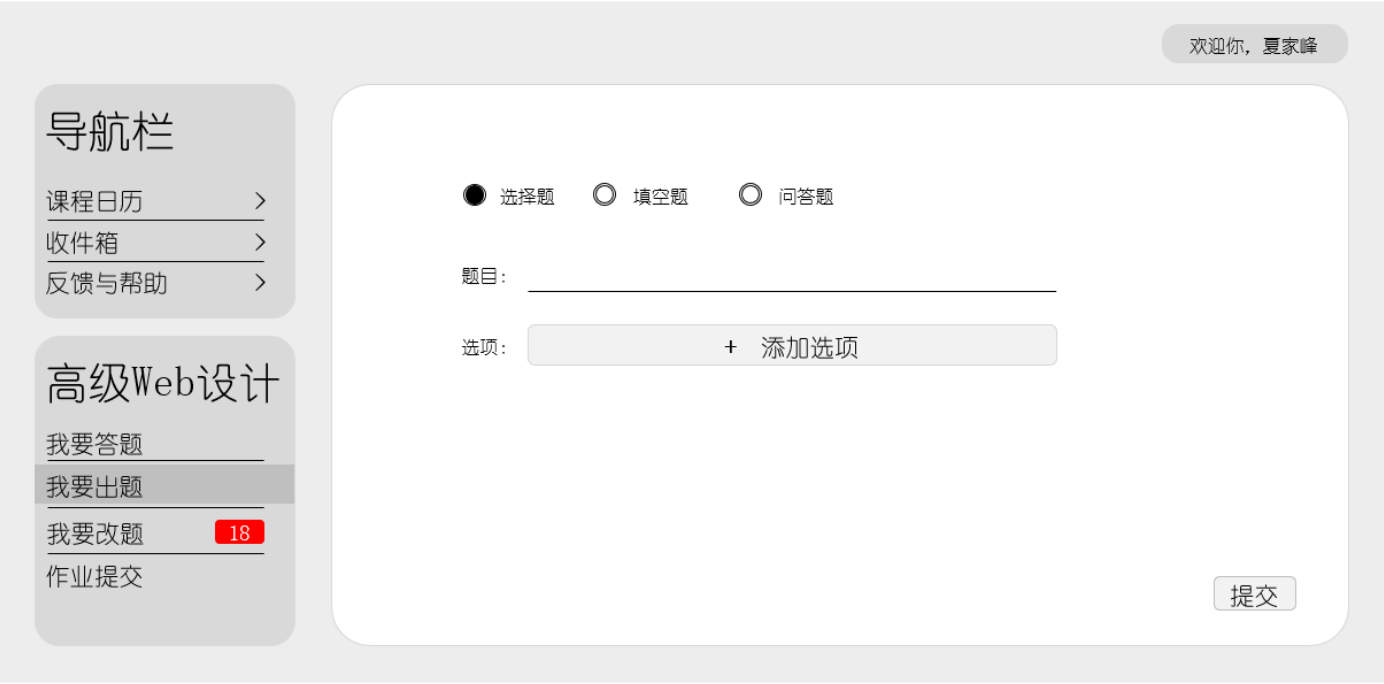 欢迎你，夏家峰
导航栏
课程日历
收件箱
反馈与帮助
高级Web设计
我要答题
我要出题
我要改题 18
作业提交
选择题 填空题 问答题
题目：
选项： + 添加选项
提交